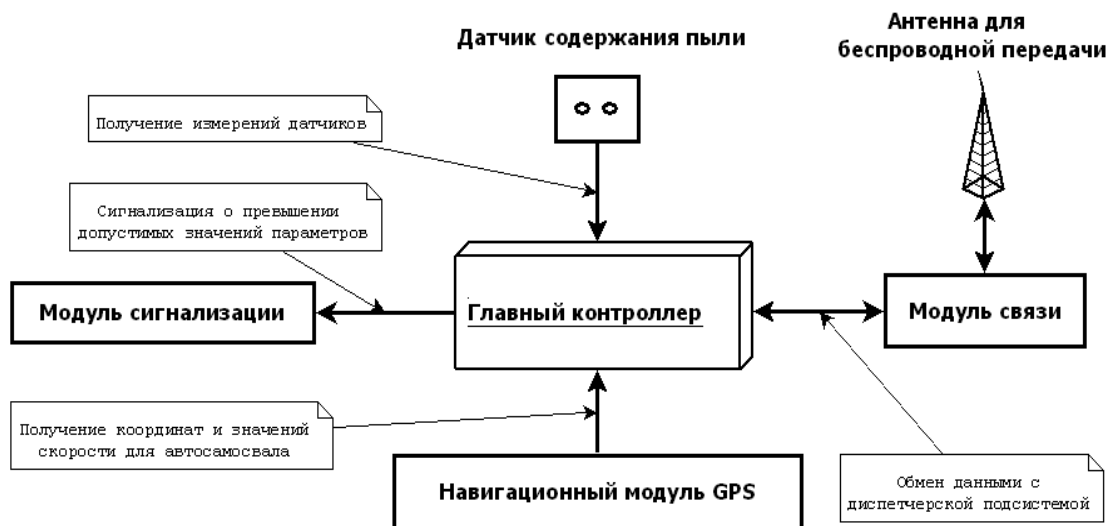 Датчик содержания пыли
Антенна для
беспроводной передачи
Получение измерений датчиков
Сигнализация о превышении
допустимых значений параметров
Модуль сигнализации
Главный контроллер
Модуль связи
Получение координат и значений
скорости для автосамосвала
Навигационный модуль GPS
Обмен данными с
диспетчерской подсистемой